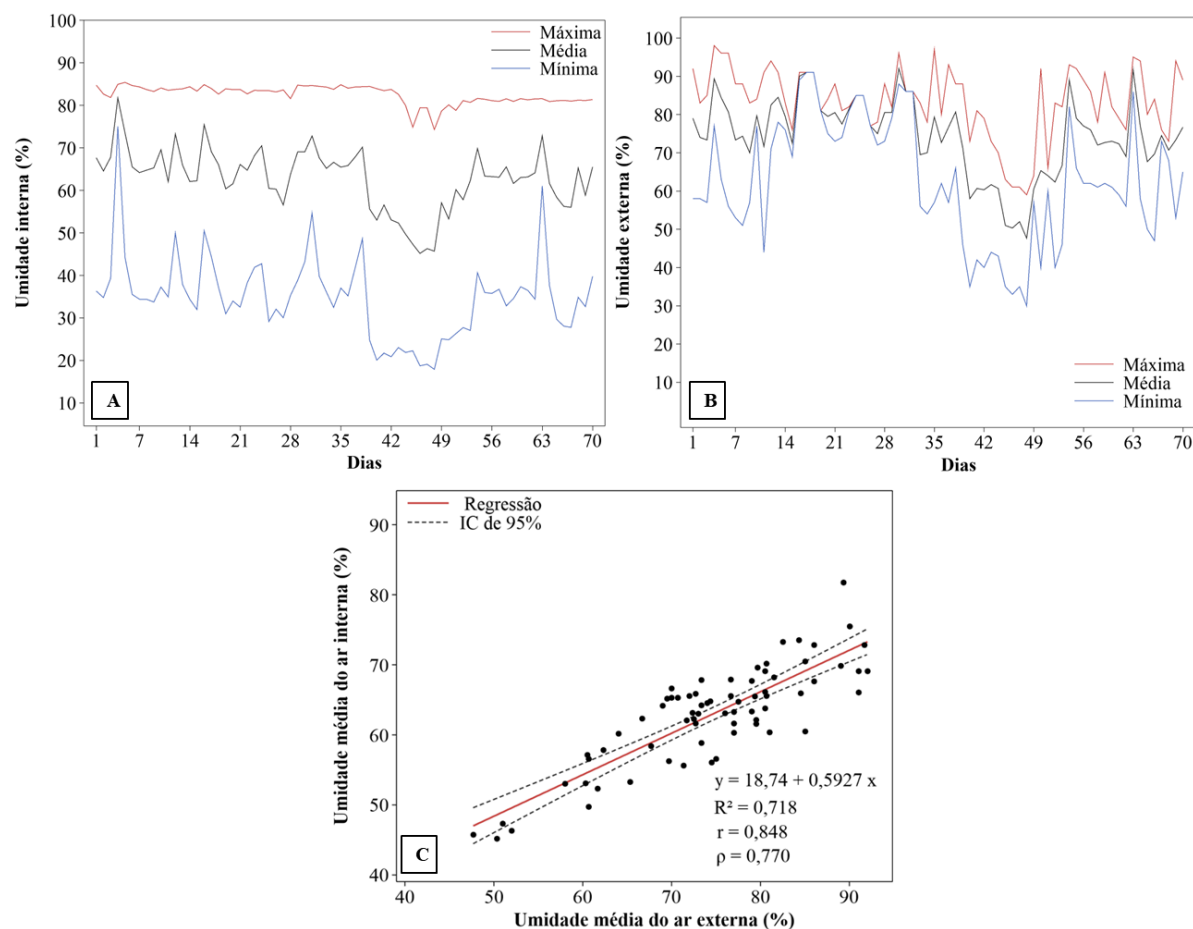 100
90
80
70
60
50
40
30
20
10
Umidade interna (%)
Máxima
Média
Mínima
A
1 7 14 21 28 35 42 49 56 63 70
Dias
100
90
80
70
60
50
40
30
20
10
Umidade externa (%)
Máxima
Média
Mínima
B
1 7 14 21 28 35 42 49 56 63 70
Dias
Regressão
IC de 95%
90
80
70
60
50
40
Umidade média do ar interna (%)
y = 18,74 + 0,5927 x
R² = 0,718
r = 0,848
ρ = 0,770
C
40 50 60 70 80 90
Umidade média do ar externa (%)